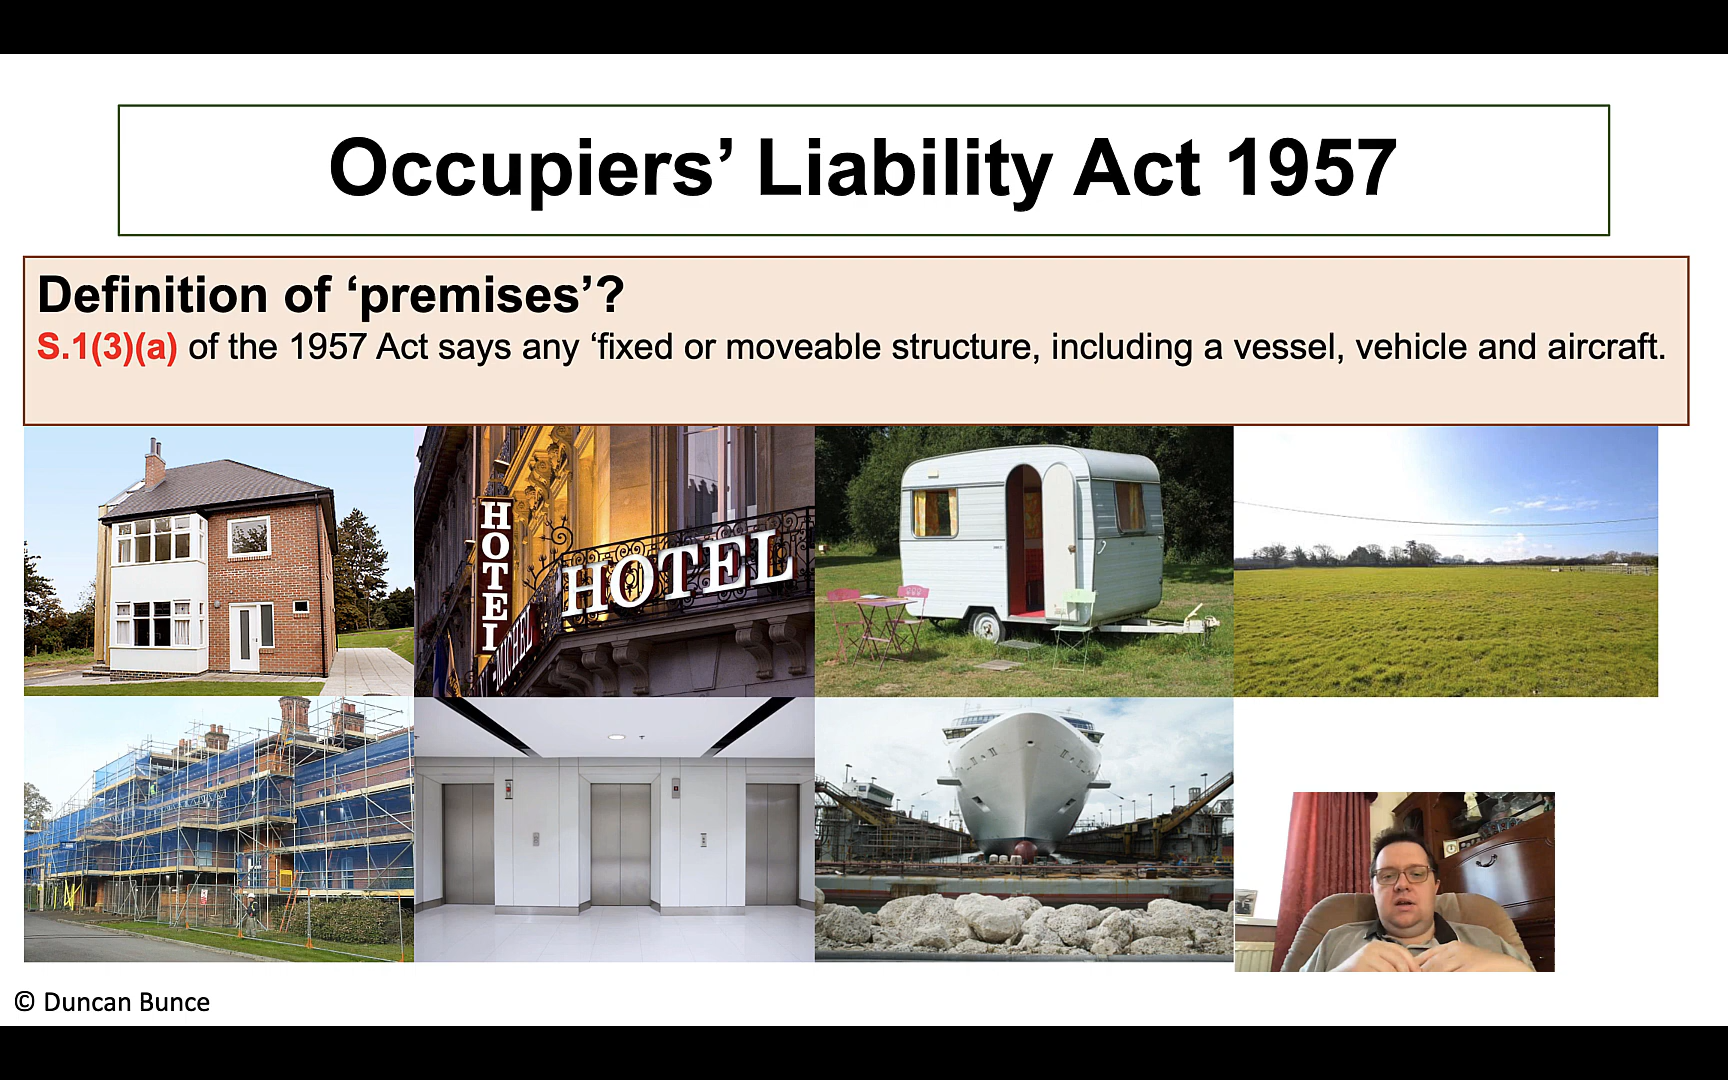 Occupiers’ Liability Act 1957
Definition of ‘premises’?
S.1(3)(a) of the 1957 Act says any ‘fixed or moveable structure, including a vessel, vehicle and aircraft.
HOTEL
HOTEL
© Duncan Bunce